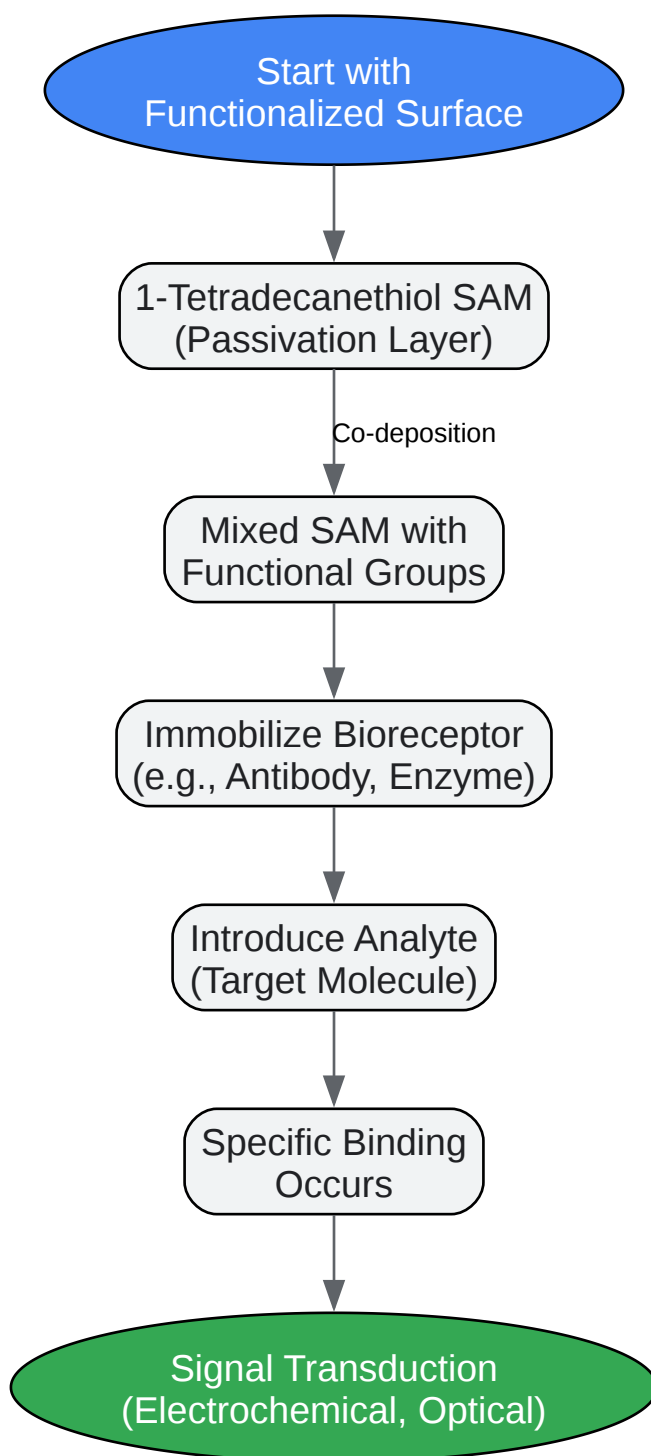 Start with
Functionalized Surface
1-Tetradecanethiol SAM
(Passivation Layer)
Co-deposition
Mixed SAM with
Functional Groups
Immobilize Bioreceptor
(e.g., Antibody, Enzyme)
Introduce Analyte
(Target Molecule)
Specific Binding
Occurs
Signal Transduction
(Electrochemical, Optical)